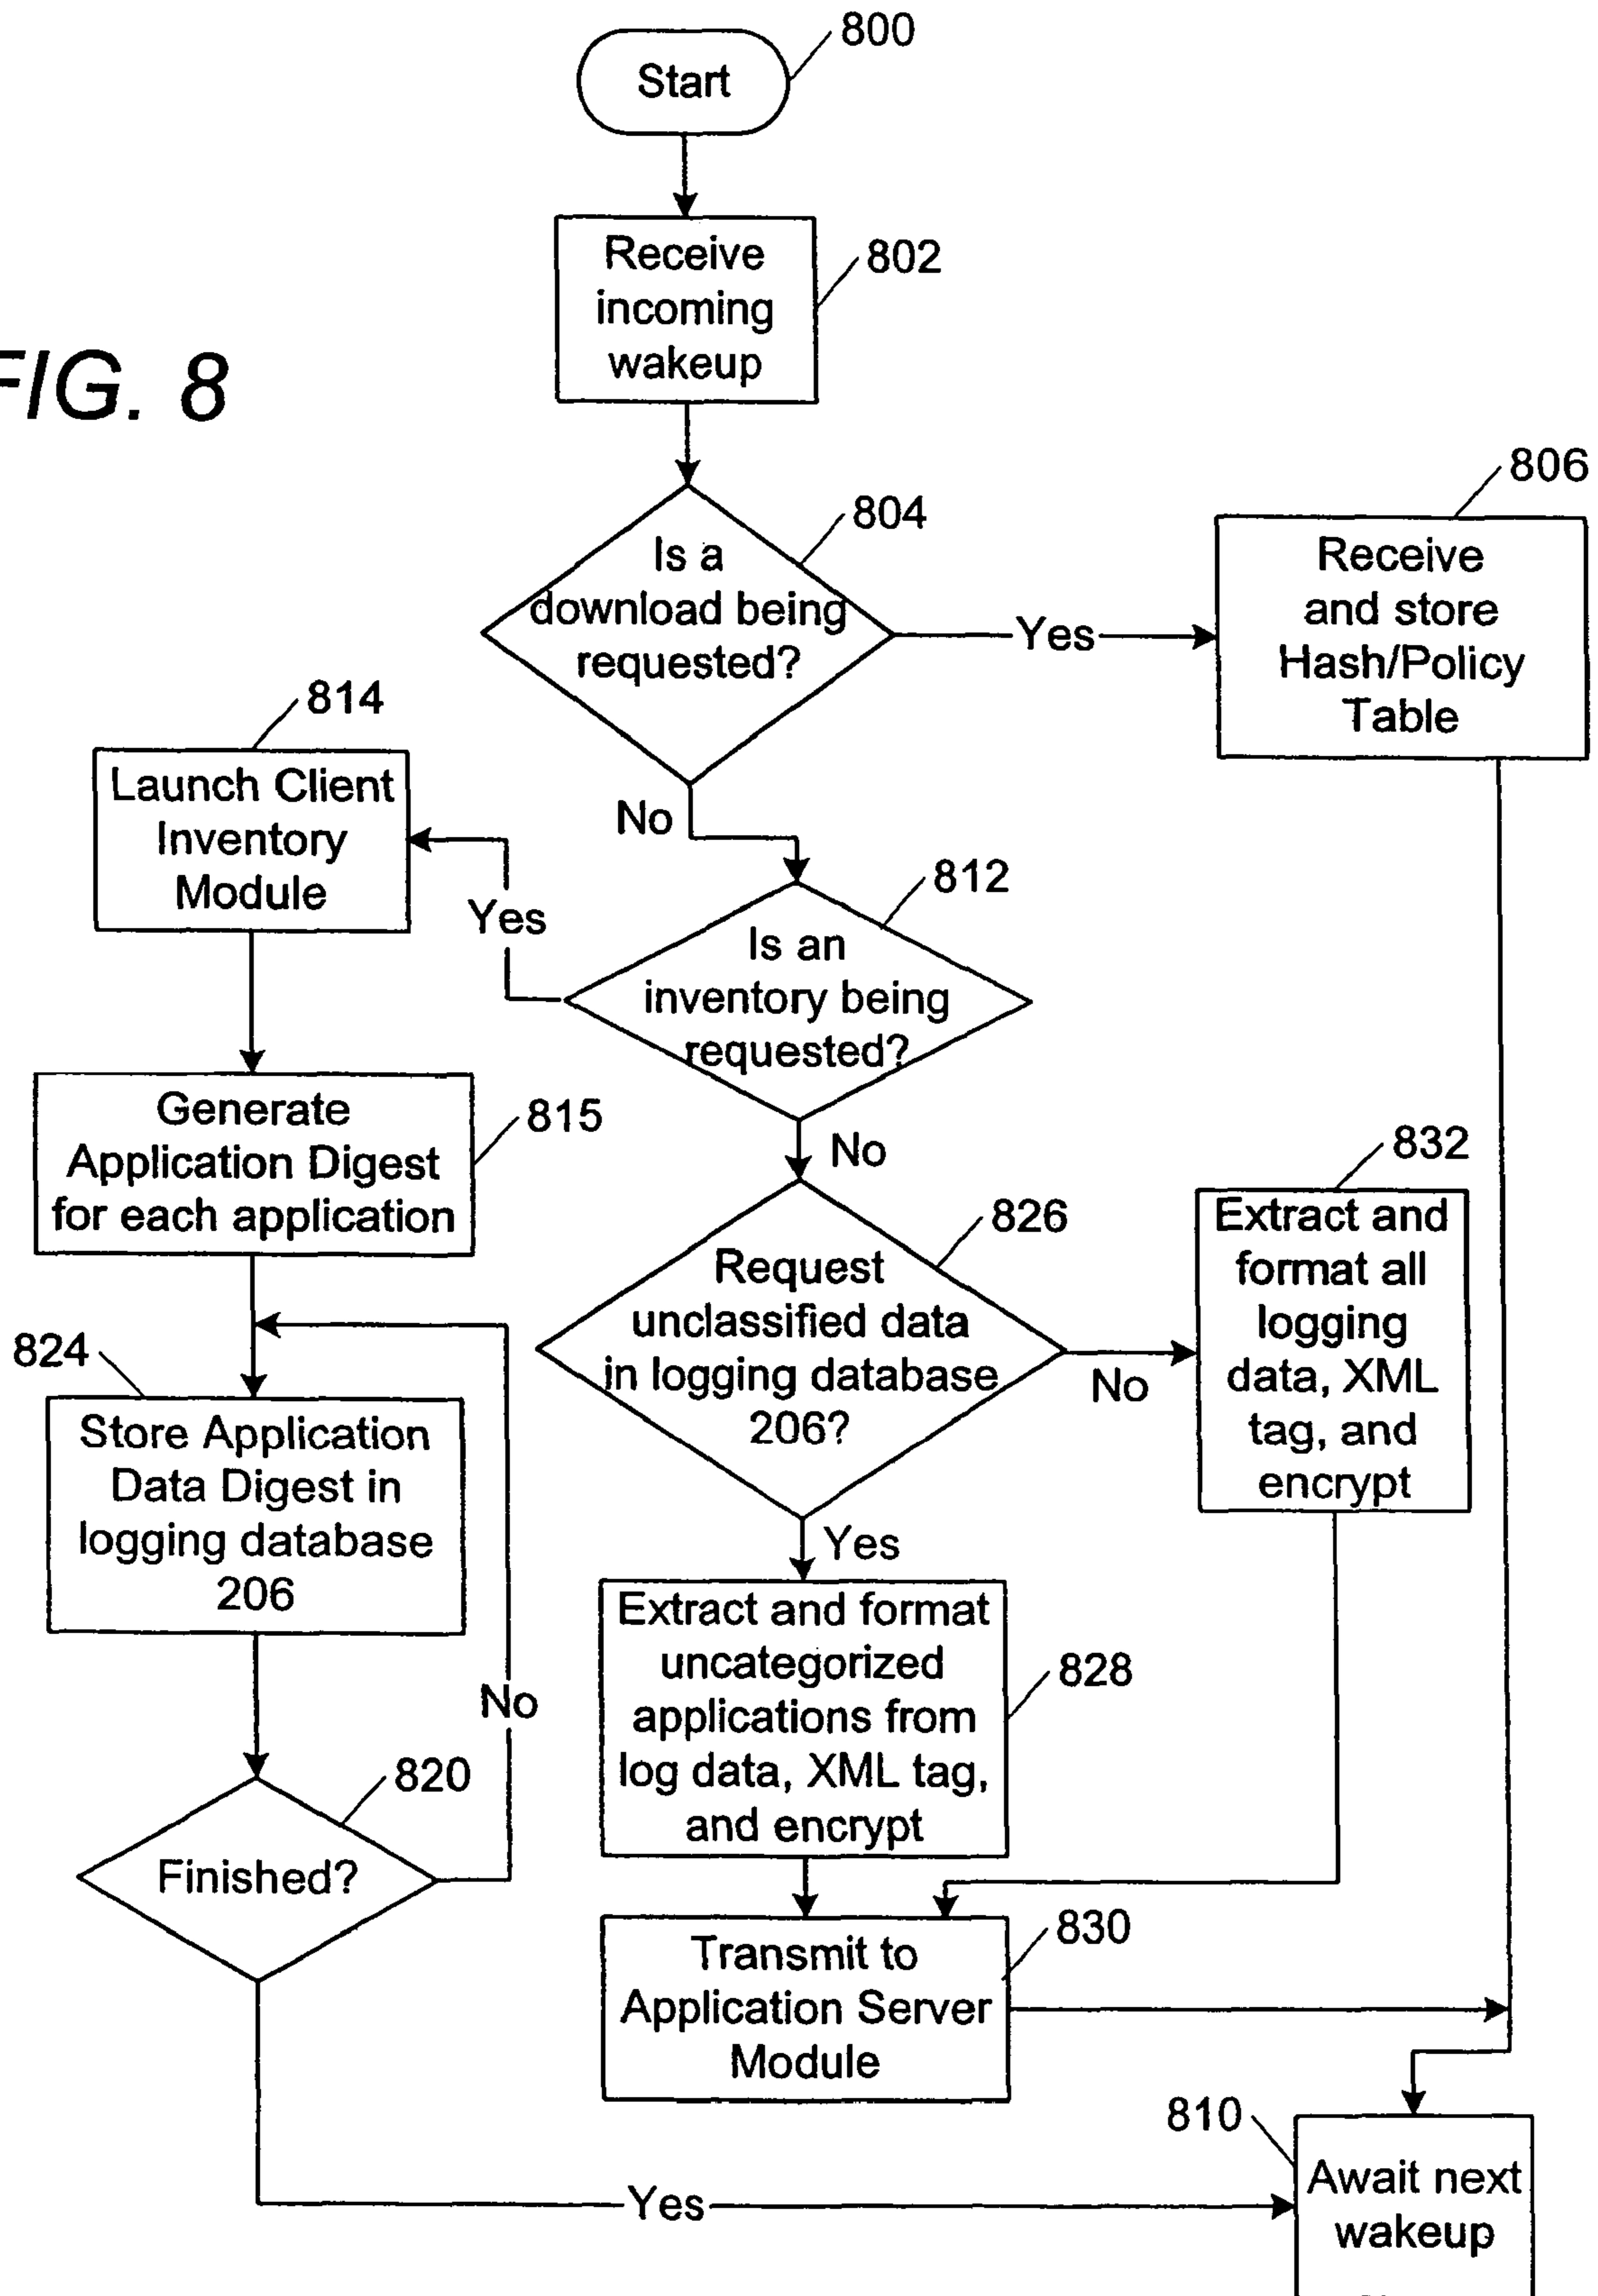 FIG. 8
Start
800
Receive
incoming
wakeup
802
Is a
download being
requested?
804
Yes
Receive
and store
Hash/Policy
Table
806
No
Launch Client
Inventory
Module
814
Yes
Is an
inventory being
requested?
812
No
Generate
Application Digest
for each application
815
Request
unclassified data
in logging database
206?
826
No
Extract and
format all
logging
data, XML
tag, and
encrypt
832
824
Store Application
Data Digest in
logging database
206
Yes
Extract and format
uncategorized
applications from
log data, XML tag,
and encrypt
828
No
Finished?
820
Transmit to
Application Server
Module
830
Yes
810
Await next
wakeup